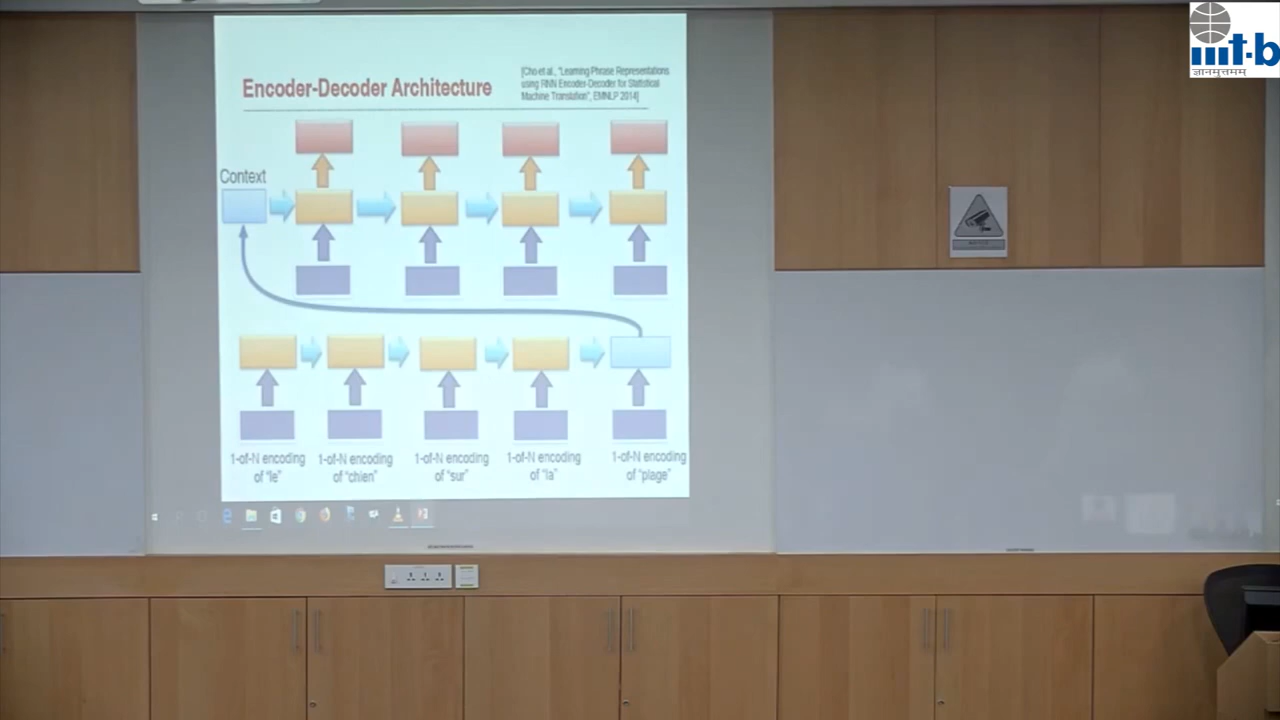 iiit-b
ज्ञानमुत्तमम्
Encoder-Decoder Architecture
[Cho et al., "Learning Phrase Representations
using RNN Encoder-Decoder for Statistical
Machine Translation", EMNLP 2014]
Context
1-of-N encoding
of "le"
1-of-N encoding
of "chien"
1-of-N encoding
of "sur"
1-of-N encoding
of "la"
1-of-N encoding
of "plage"